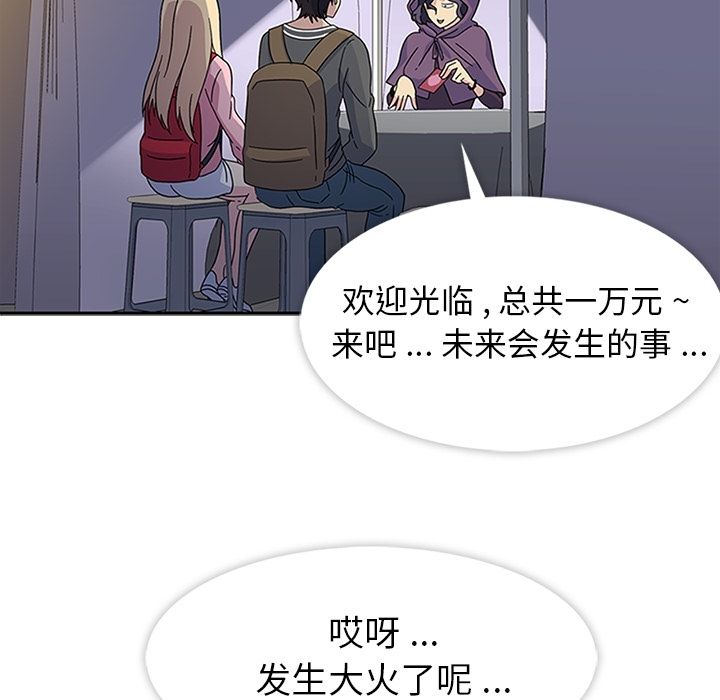 欢迎光临 , 总共一万元 ~
来吧 ... 未来会发生的事 ...
哎呀 ...
发生大火了呢 ...